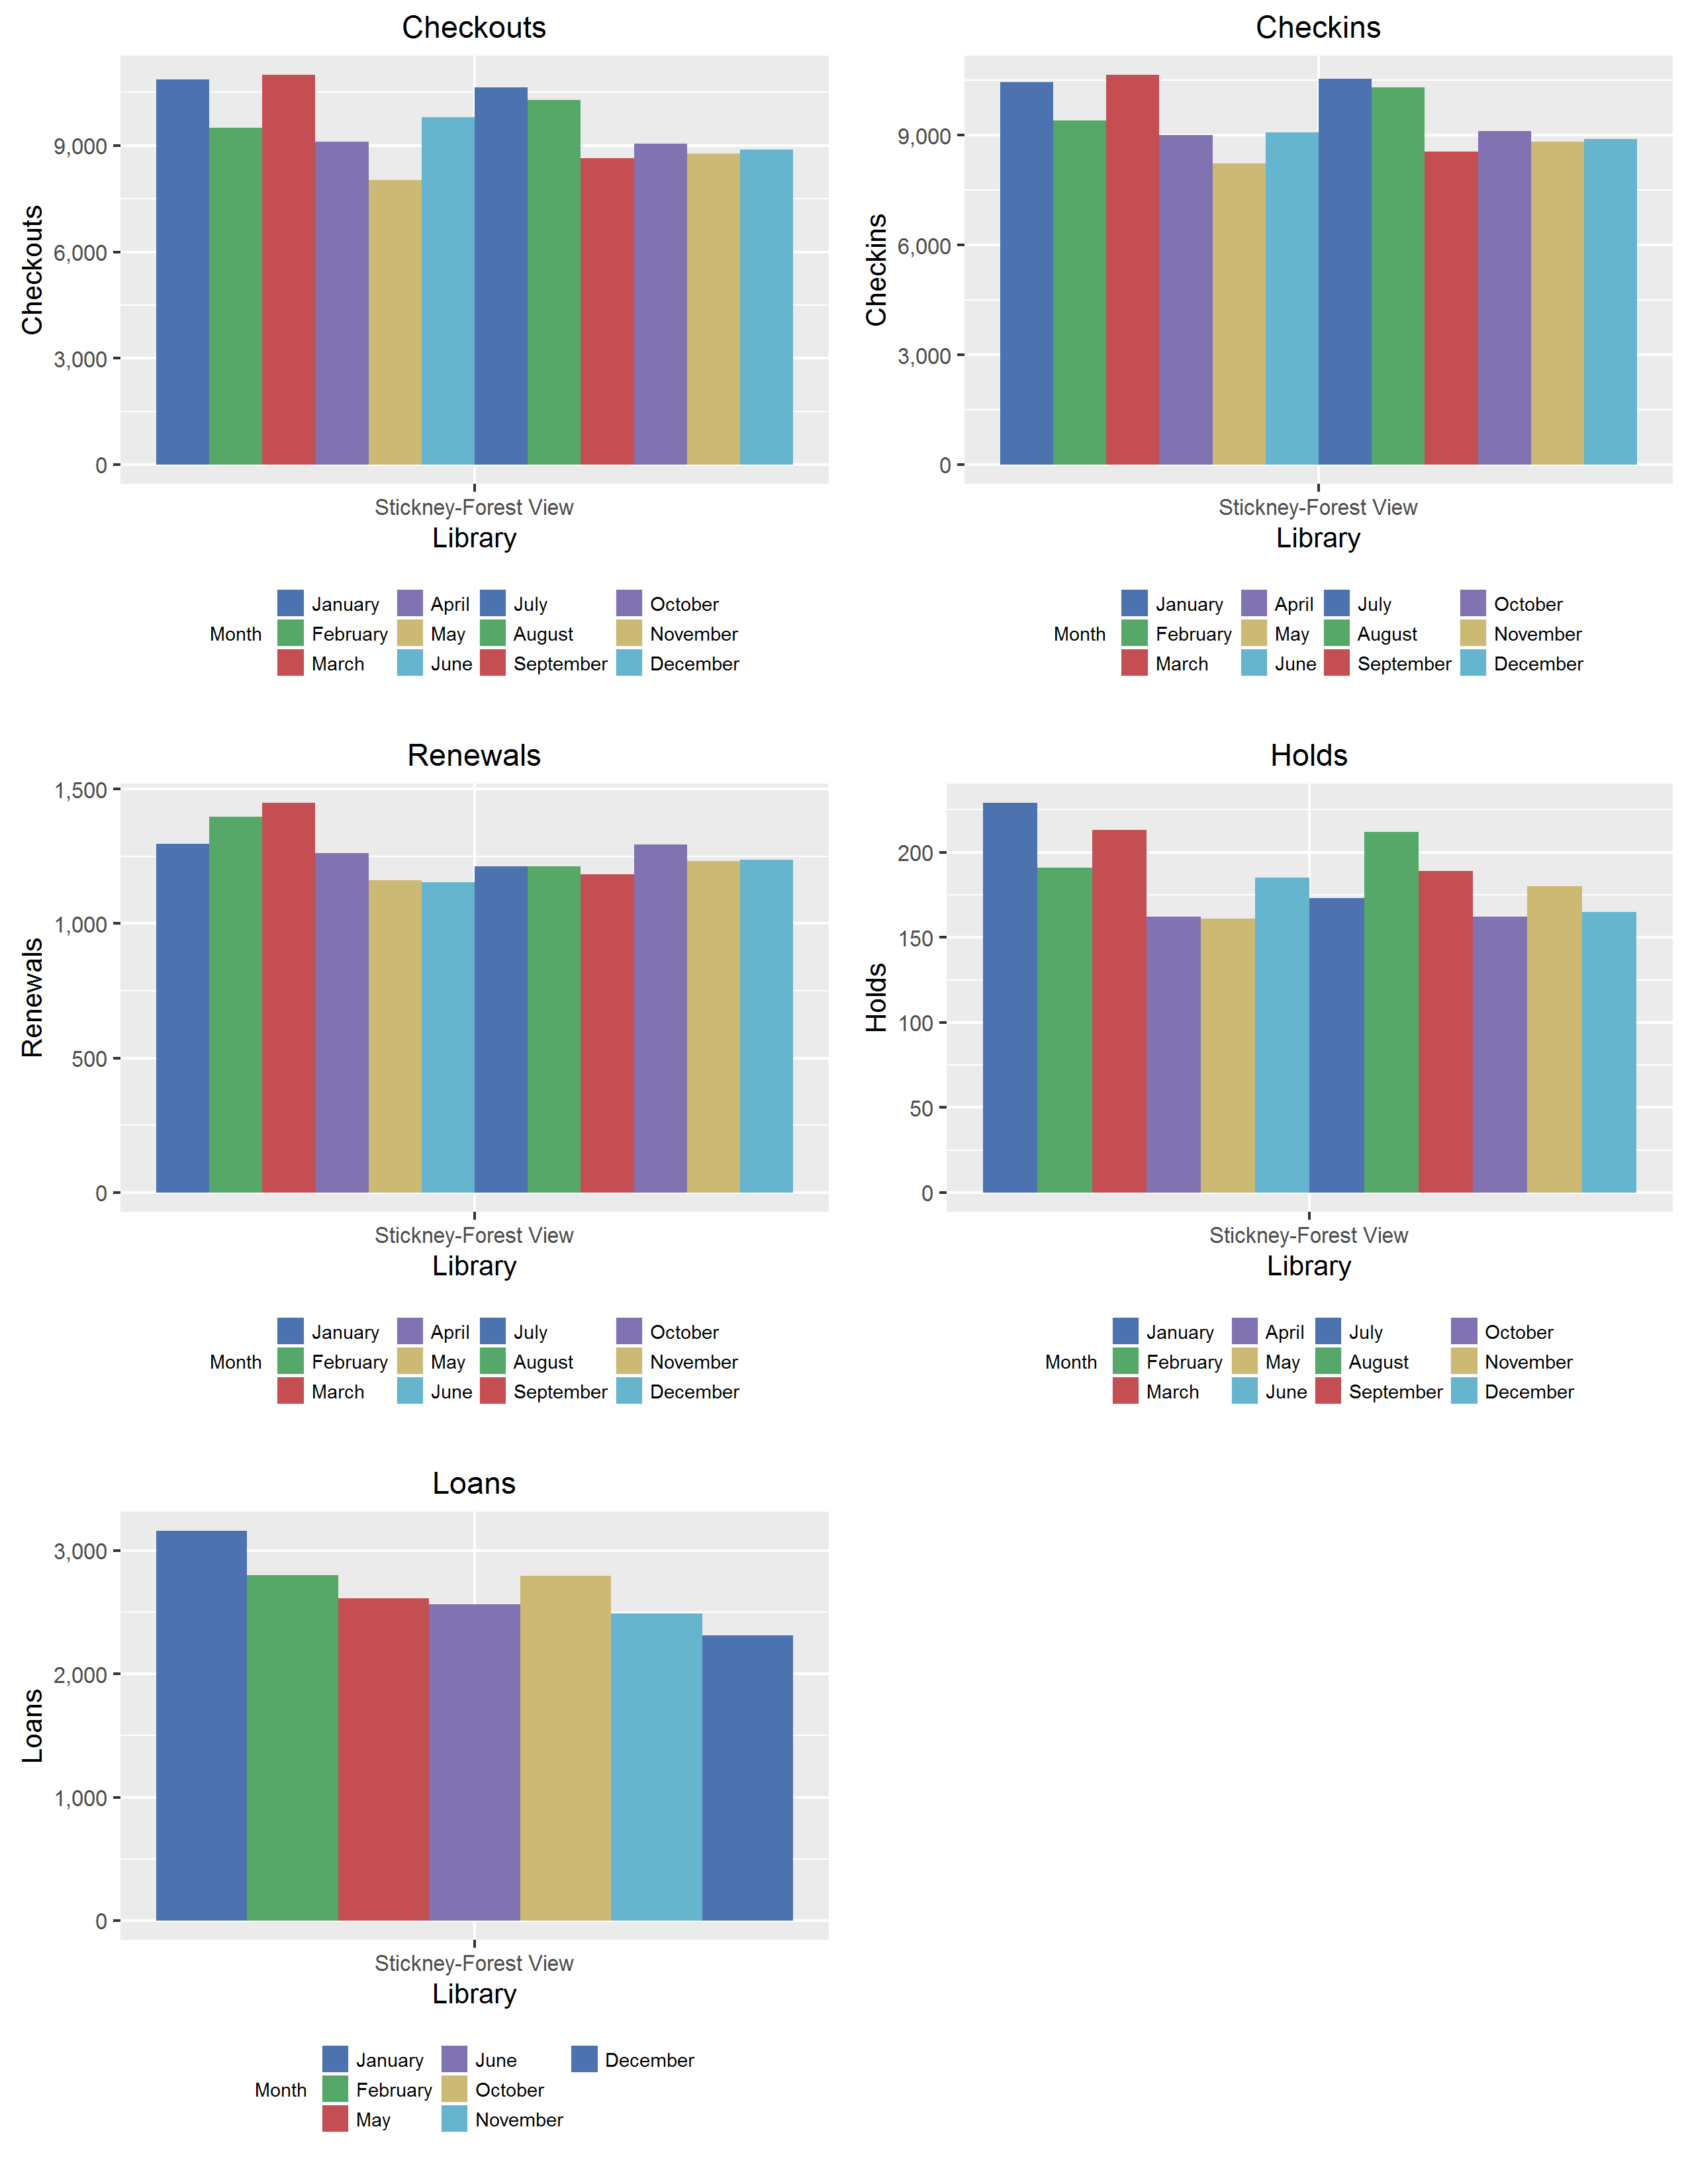 Checkouts
Checkouts
9,000
6,000
3,000
0
Stickney-Forest View
Library
Month
January
February
March
April
May
June
July
August
September
October
November
December
Checkins
Checkins
9,000
6,000
3,000
0
Stickney-Forest View
Library
Month
January
February
March
April
May
June
July
August
September
October
November
December
Renewals
Renewals
1,500
1,000
500
0
Stickney-Forest View
Library
Month
January
February
March
April
May
June
July
August
September
October
November
December
Holds
Holds
200
150
100
50
0
Stickney-Forest View
Library
Month
January
February
March
April
May
June
July
August
September
October
November
December
Loans
Loans
3,000
2,000
1,000
0
Stickney-Forest View
Library
Month
January
February
May
June
October
November
December